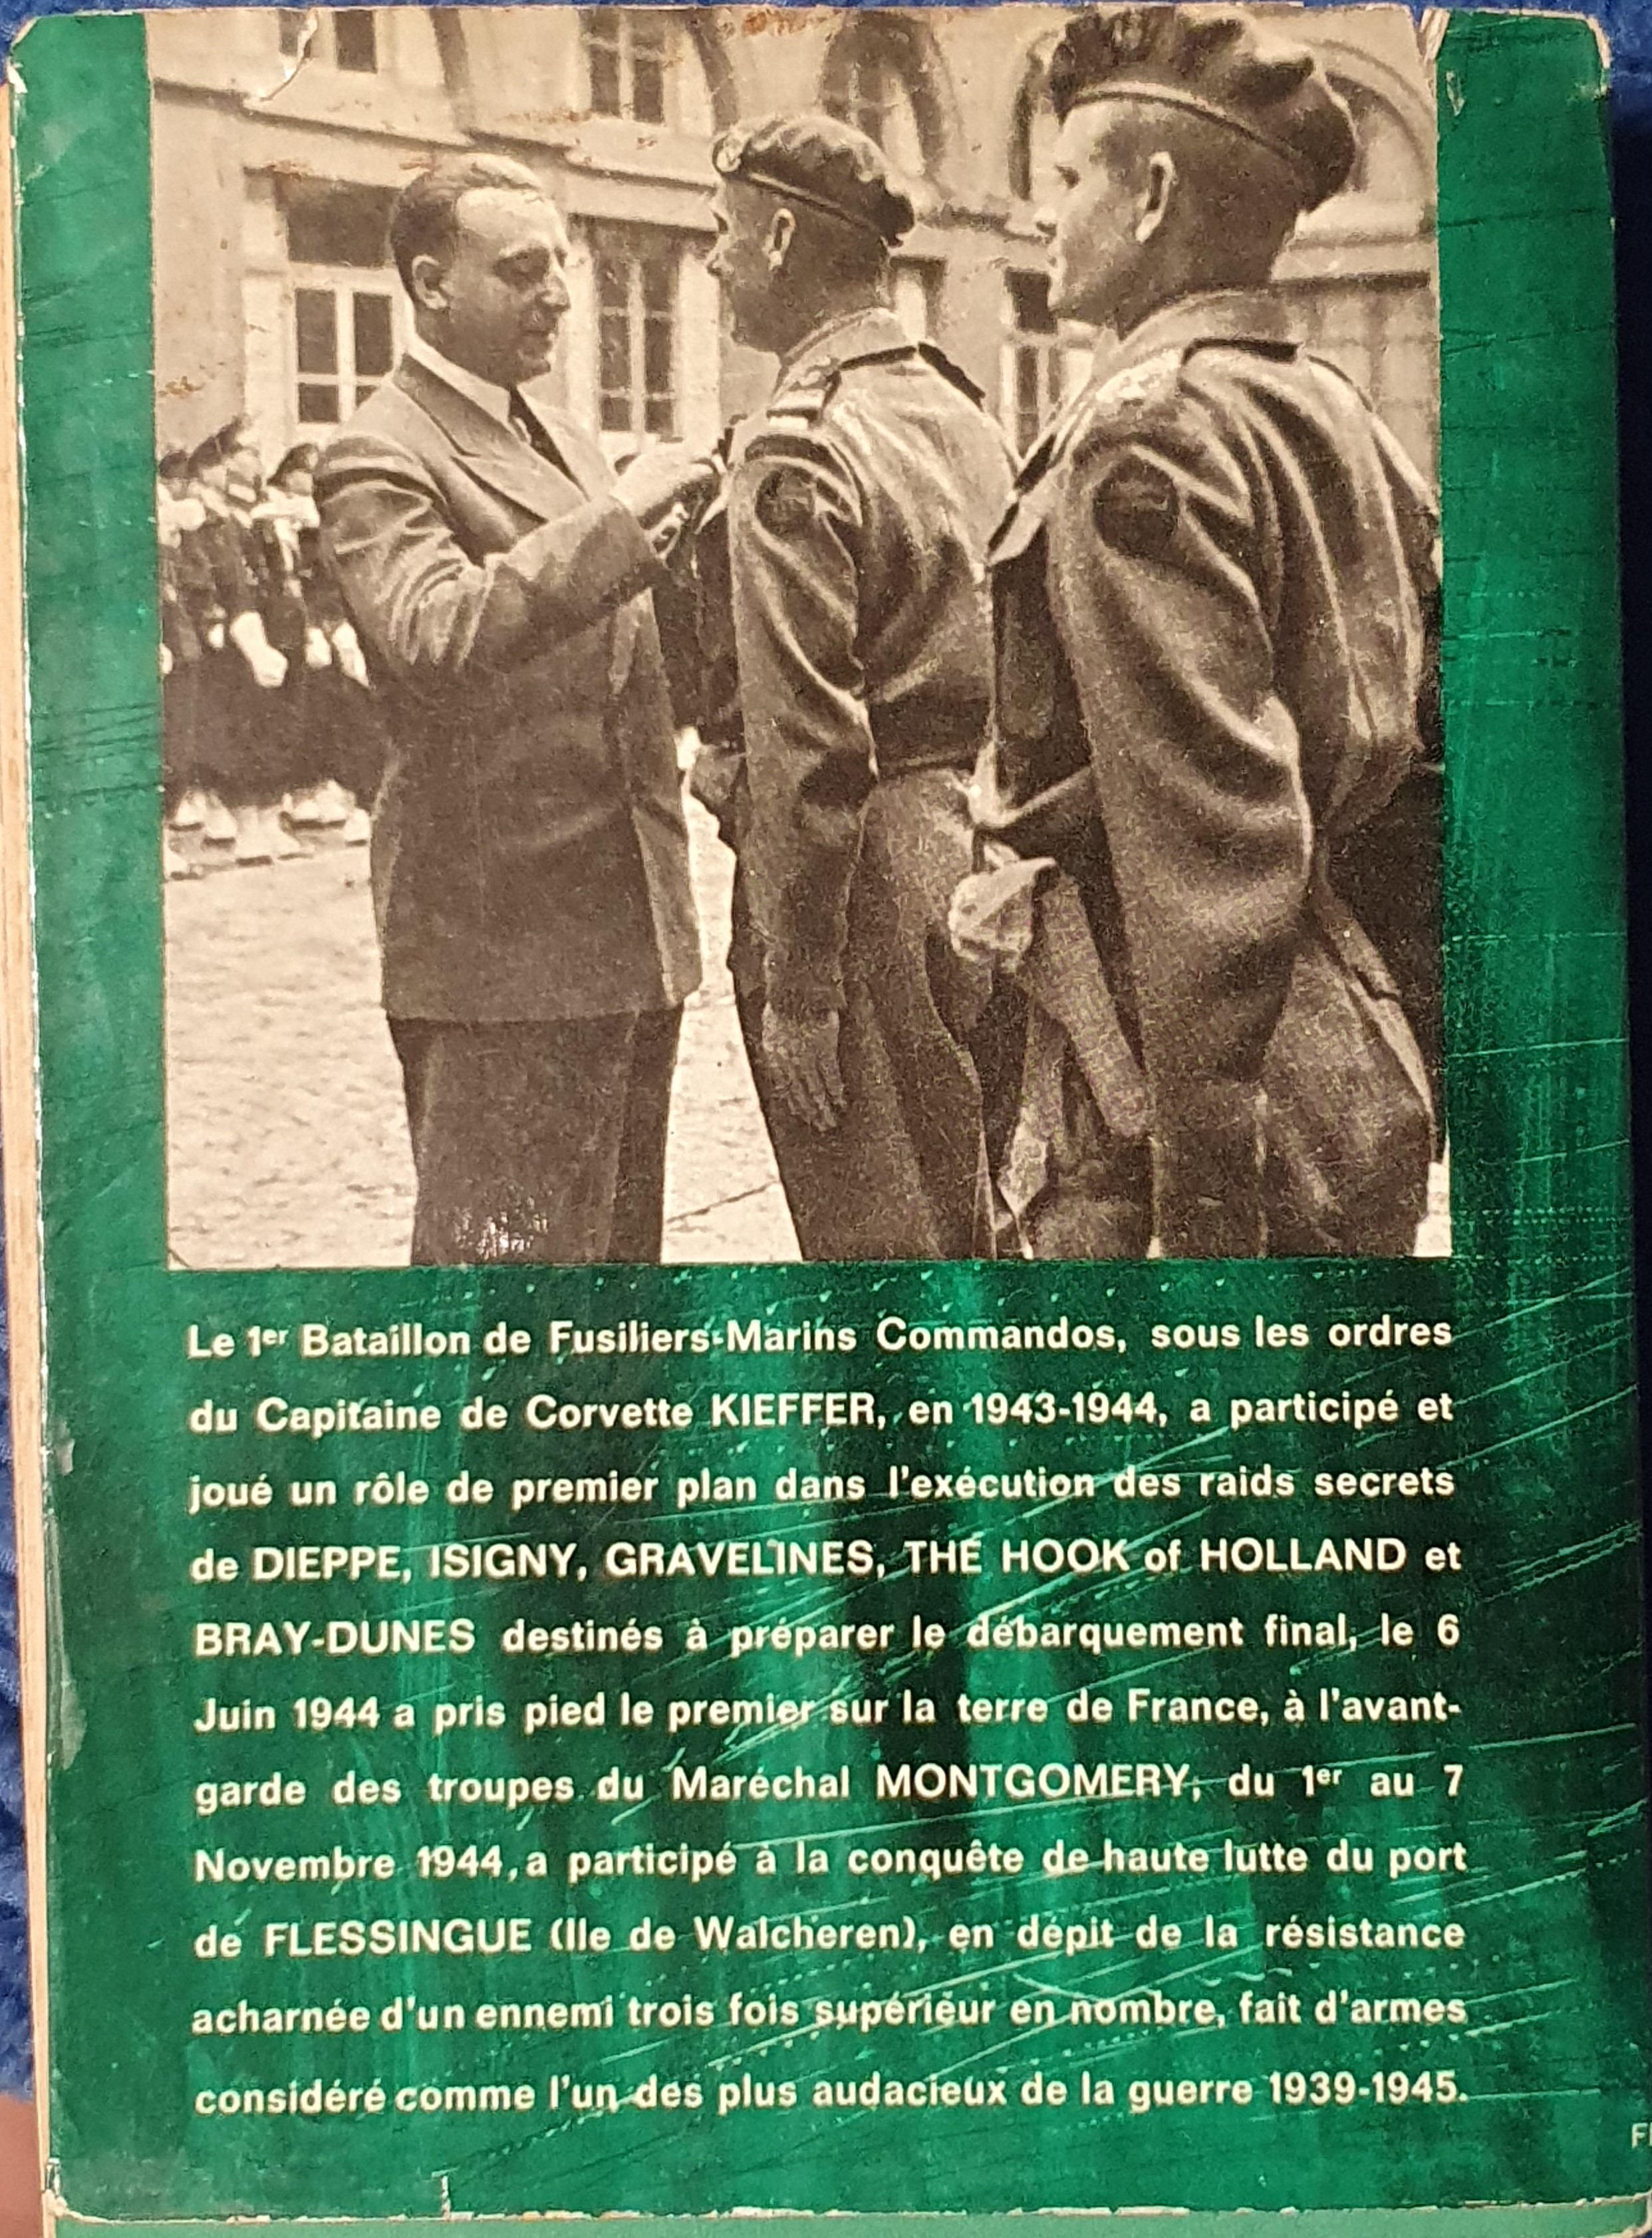 Le 1er Bataillon de Fusiliers-Marins Commandos, sous les ordres
du Capitaine de Corvette KIEFFER, en 1943-1944, a participé et
joué un rôle de premier plan dans l'exécution des raids secrets
de DIEPPE, ISIGNY, GRAVELINES, THE HOOK of HOLLAND et
BRAY-DUNES destinés à préparer le débarquement final, le 6
Juin 1944 a pris pied le premier sur la terre de France, à l'avant-
garde des troupes du Maréchal MONTGOMERY, du 1er au 7
Novembre 1944, a participé à la conquête de haute lutte du port
de FLESSINGUE (Ile de Walcheren), en dépit de la résistance
acharnée d'un ennemi trois fois supérieur en nombre, fait d'armes
considéré comme l'un des plus audacieux de la guerre 1939-1945.